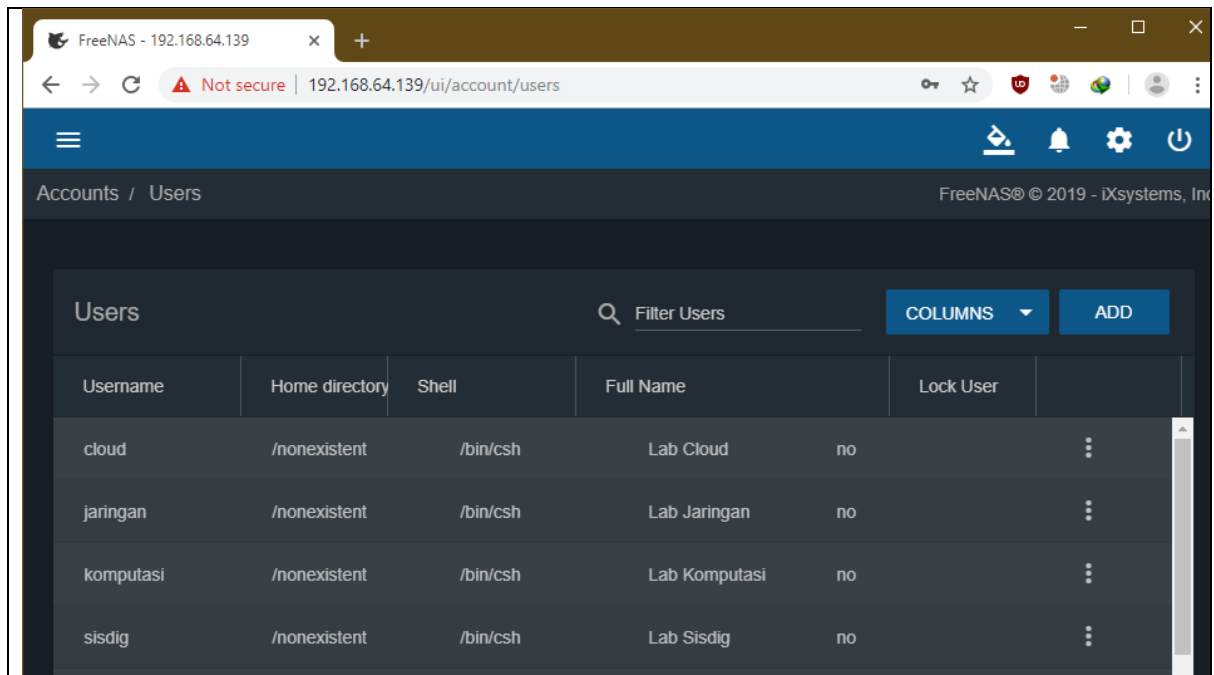 FreeNAS - 192.168.64.139
Not secure | 192.168.64.139/ui/account/users
Accounts / Users
FreeNAS® © 2019 - iXsystems, Inc
Users
Filter Users
COLUMNS
ADD
Username Home directory Shell Full Name Lock User
cloud /nonexistent /bin/csh Lab Cloud no
jaringan /nonexistent /bin/csh Lab Jaringan no
komputasi /nonexistent /bin/csh Lab Komputasi no
sisdig /nonexistent /bin/csh Lab Sisdig no